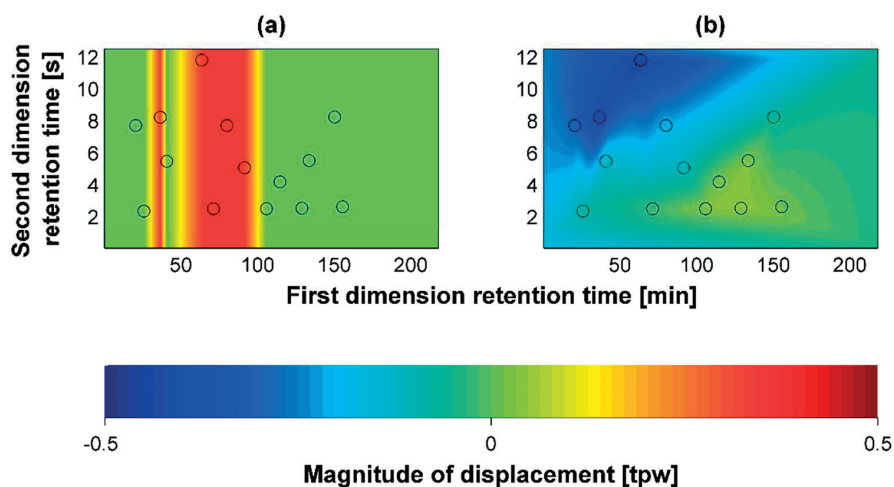 (a) (b)
Second dimension
retention time [s]
12 12
10 10
8 8
6 6
4 4
2 2
50 100 150 200 50 100 150 200
First dimension retention time [min]
-0.5 0 0.5
Magnitude of displacement [tpw]